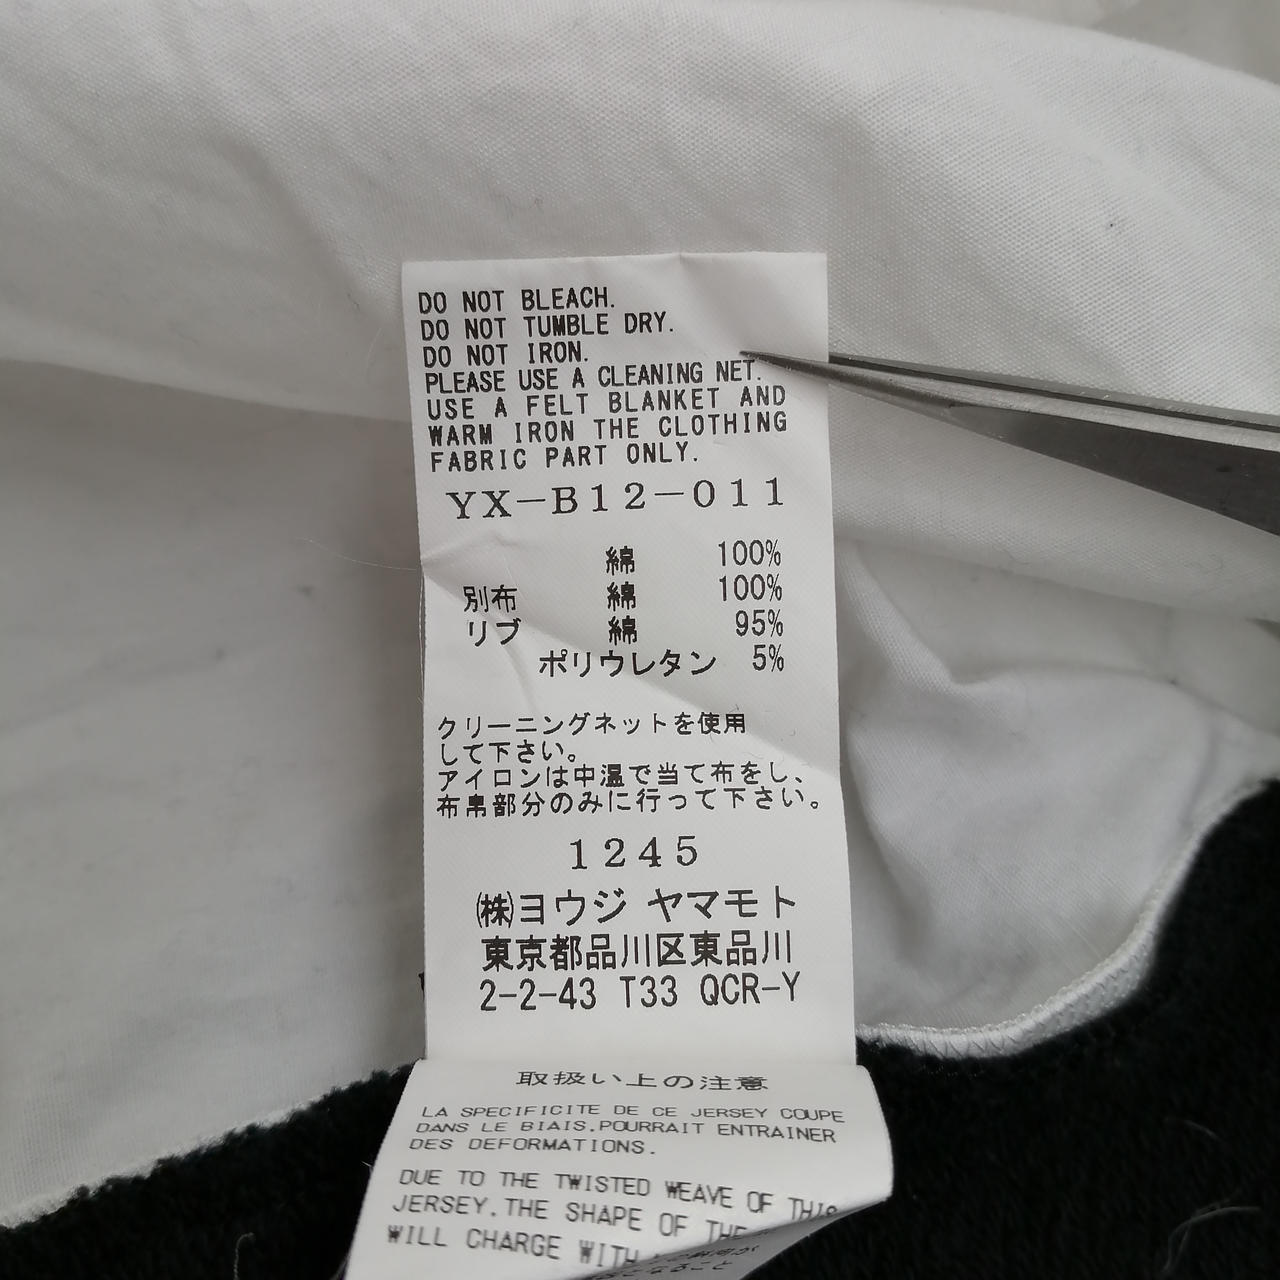 DO NOT BLEACH.
DO NOT TUMBLE DRY.
DO NOT IRON.
PLEASE USE A CLEANING NET.
USE A FELT BLANKET AND
WARM IRON THE CLOTHING
FABRIC PART ONLY.
YX-B12-011
綿 100%
別布 綿 100%
リブ 綿 95%
ポリウレタン 5%
クリーニングネットを使用
して下さい。
アイロンは中温で当て布をし、
布帛部分のみに行って下さい。
1245
㈱ヨウジ ヤマモト
東京都品川区東品川
2-2-43 T33 QCR-Y
取扱い上の注意
LA SPECIFICITE DE CE JERSEY COUPE
DANS LE BIAIS.POURRAIT ENTRAINER
DES DEFORMATIONS.
DUE TO THE TWISTED WEAVE OF THIS
JERSEY.THE SHAPE OF THE
WILL CHARGE WITH